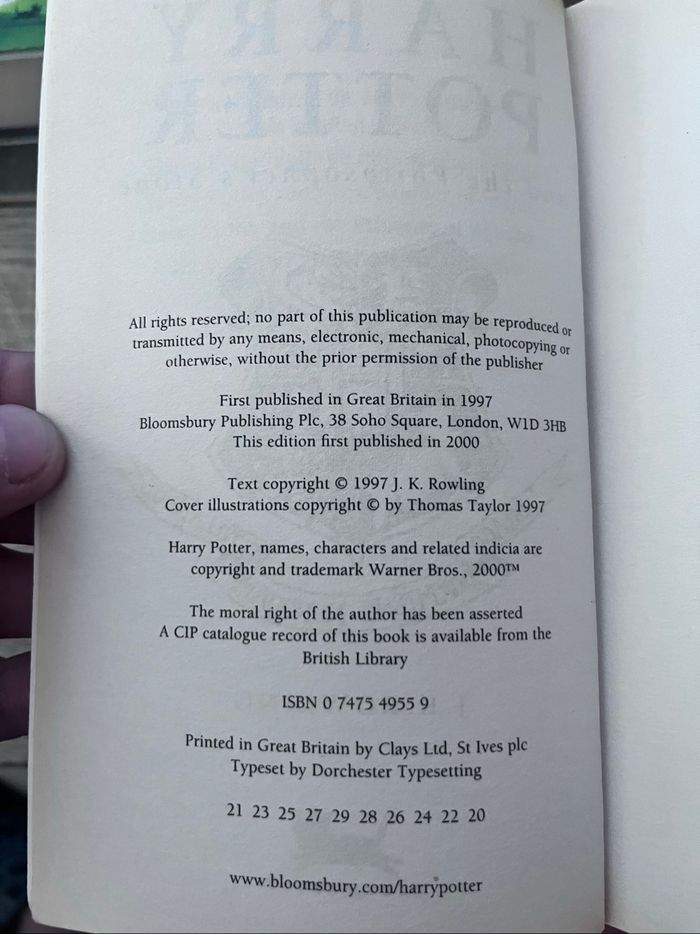 All rights reserved; no part of this publication may be reproduced or
transmitted by any means, electronic, mechanical, photocopying or
otherwise, without the prior permission of the publisher
First published in Great Britain in 1997
Bloomsbury Publishing Plc, 38 Soho Square, London, W1D 3HB
This edition first published in 2000
Text copyright © 1997 J. K. Rowling
Cover illustrations copyright © by Thomas Taylor 1997
Harry Potter, names, characters and related indicia are
copyright and trademark Warner Bros., 2000™
The moral right of the author has been asserted
A CIP catalogue record of this book is available from the
British Library
ISBN 0 7475 4955 9
Printed in Great Britain by Clays Ltd, St Ives plc
Typeset by Dorchester Typesetting
21 23 25 27 29 28 26 24 22 20
www.bloomsbury.com/harrypotter